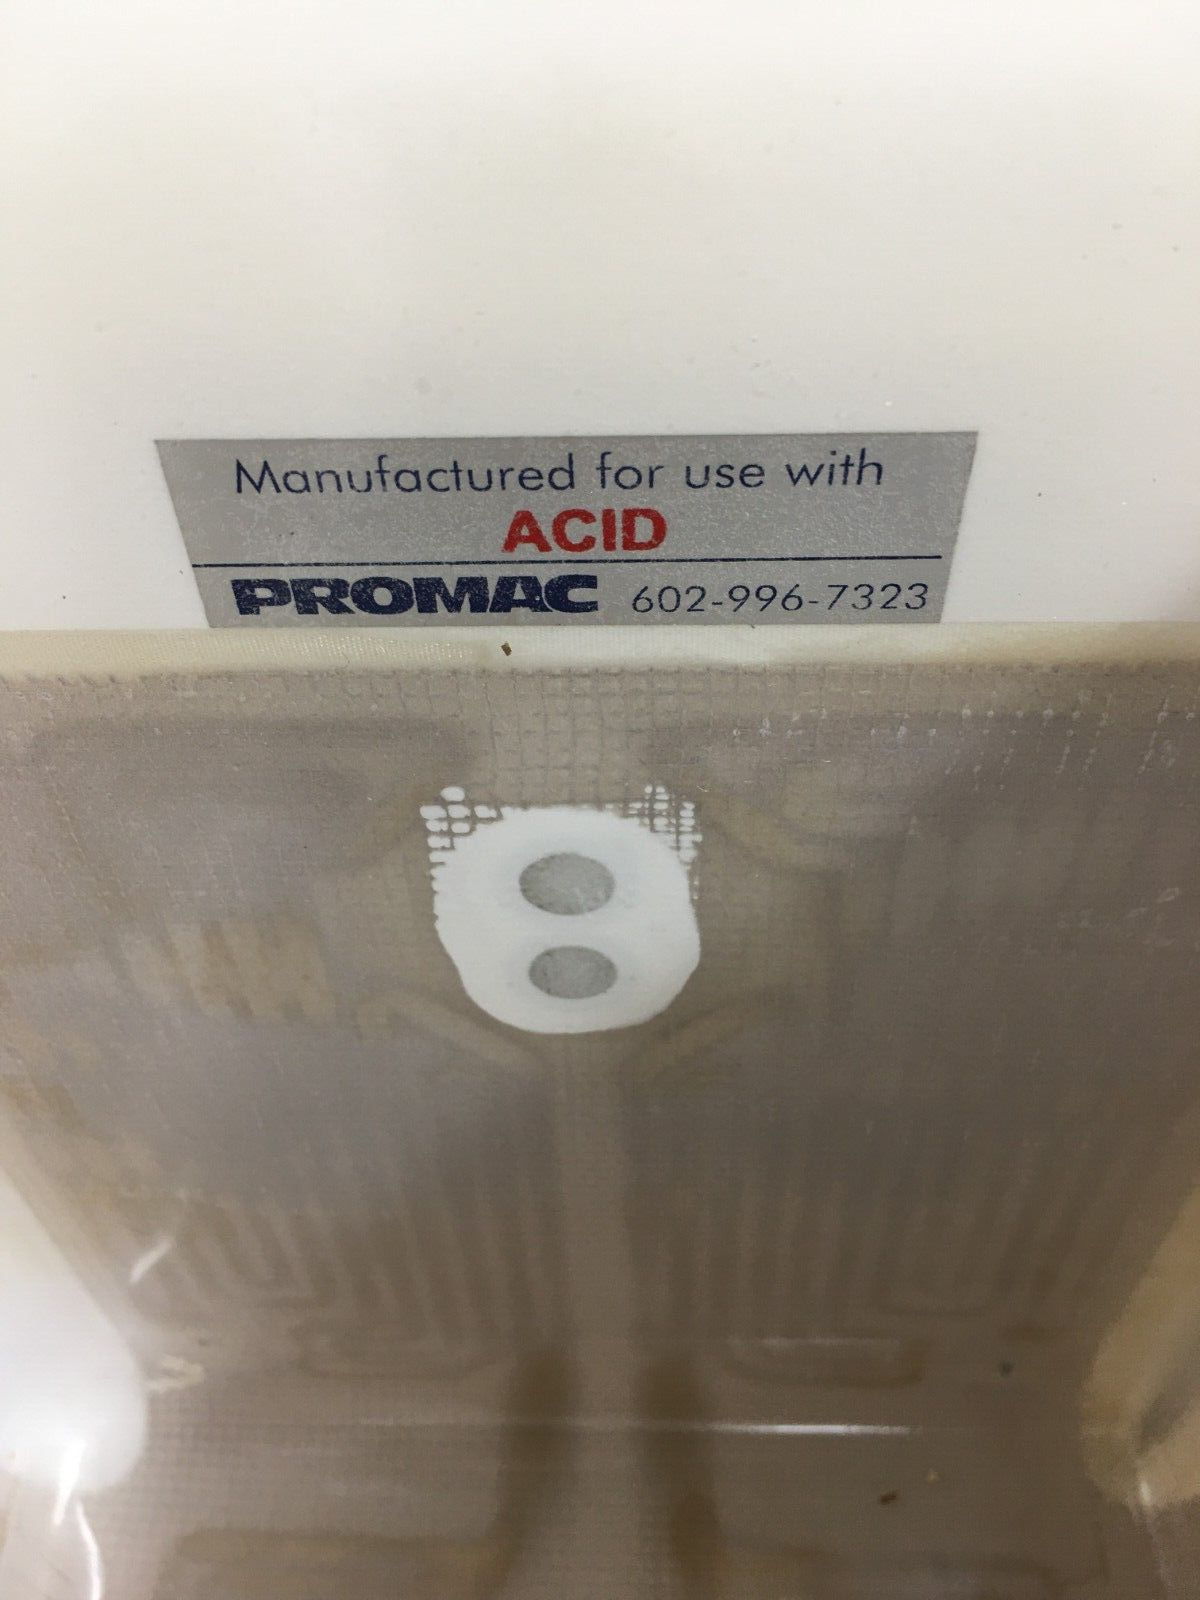 Manufactured for use with
ACID
PROMAC 602-996-7323